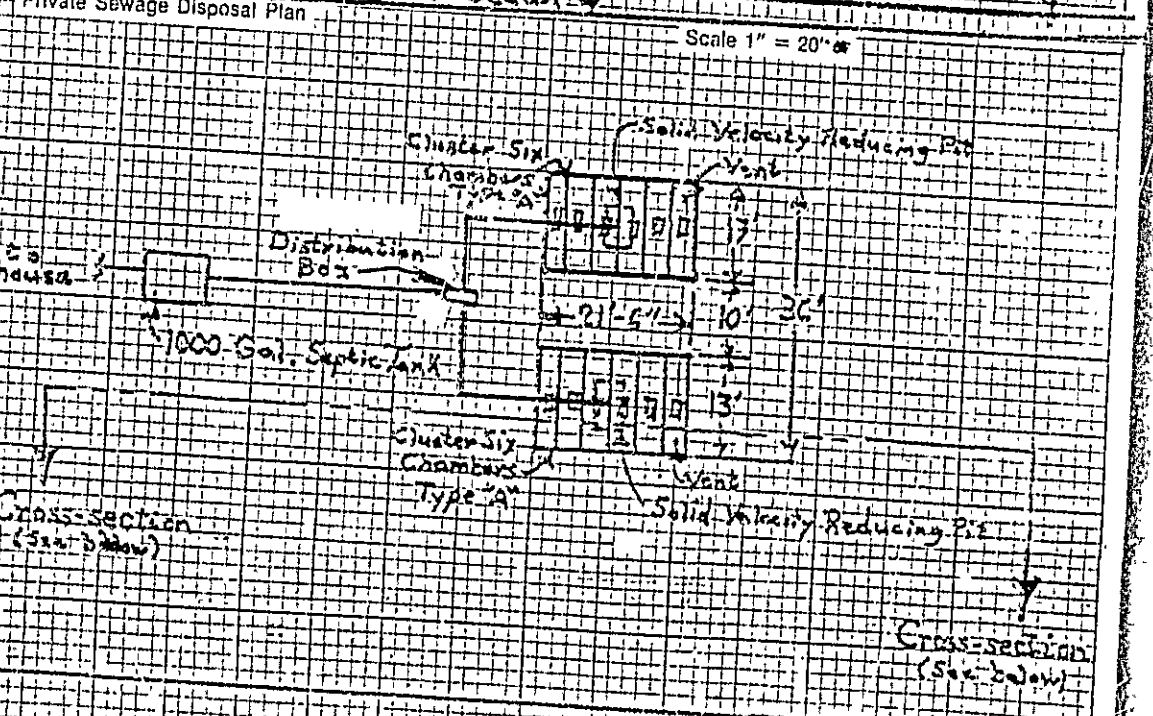 Private Sewage Disposal Plan
Scale 1" = 20"
Solid Velocity Reducing Pit
Cluster Six
Chambers
Type "A"
Vent
to
house
Distribution
Box
1000 Gal. Septic Tank
21'-6"
10'
36'
13'
Cluster Six
Chambers
Type "A"
Vent
Solid Velocity Reducing Pit
Cross-section
(See below)
Cross-section
(See below)